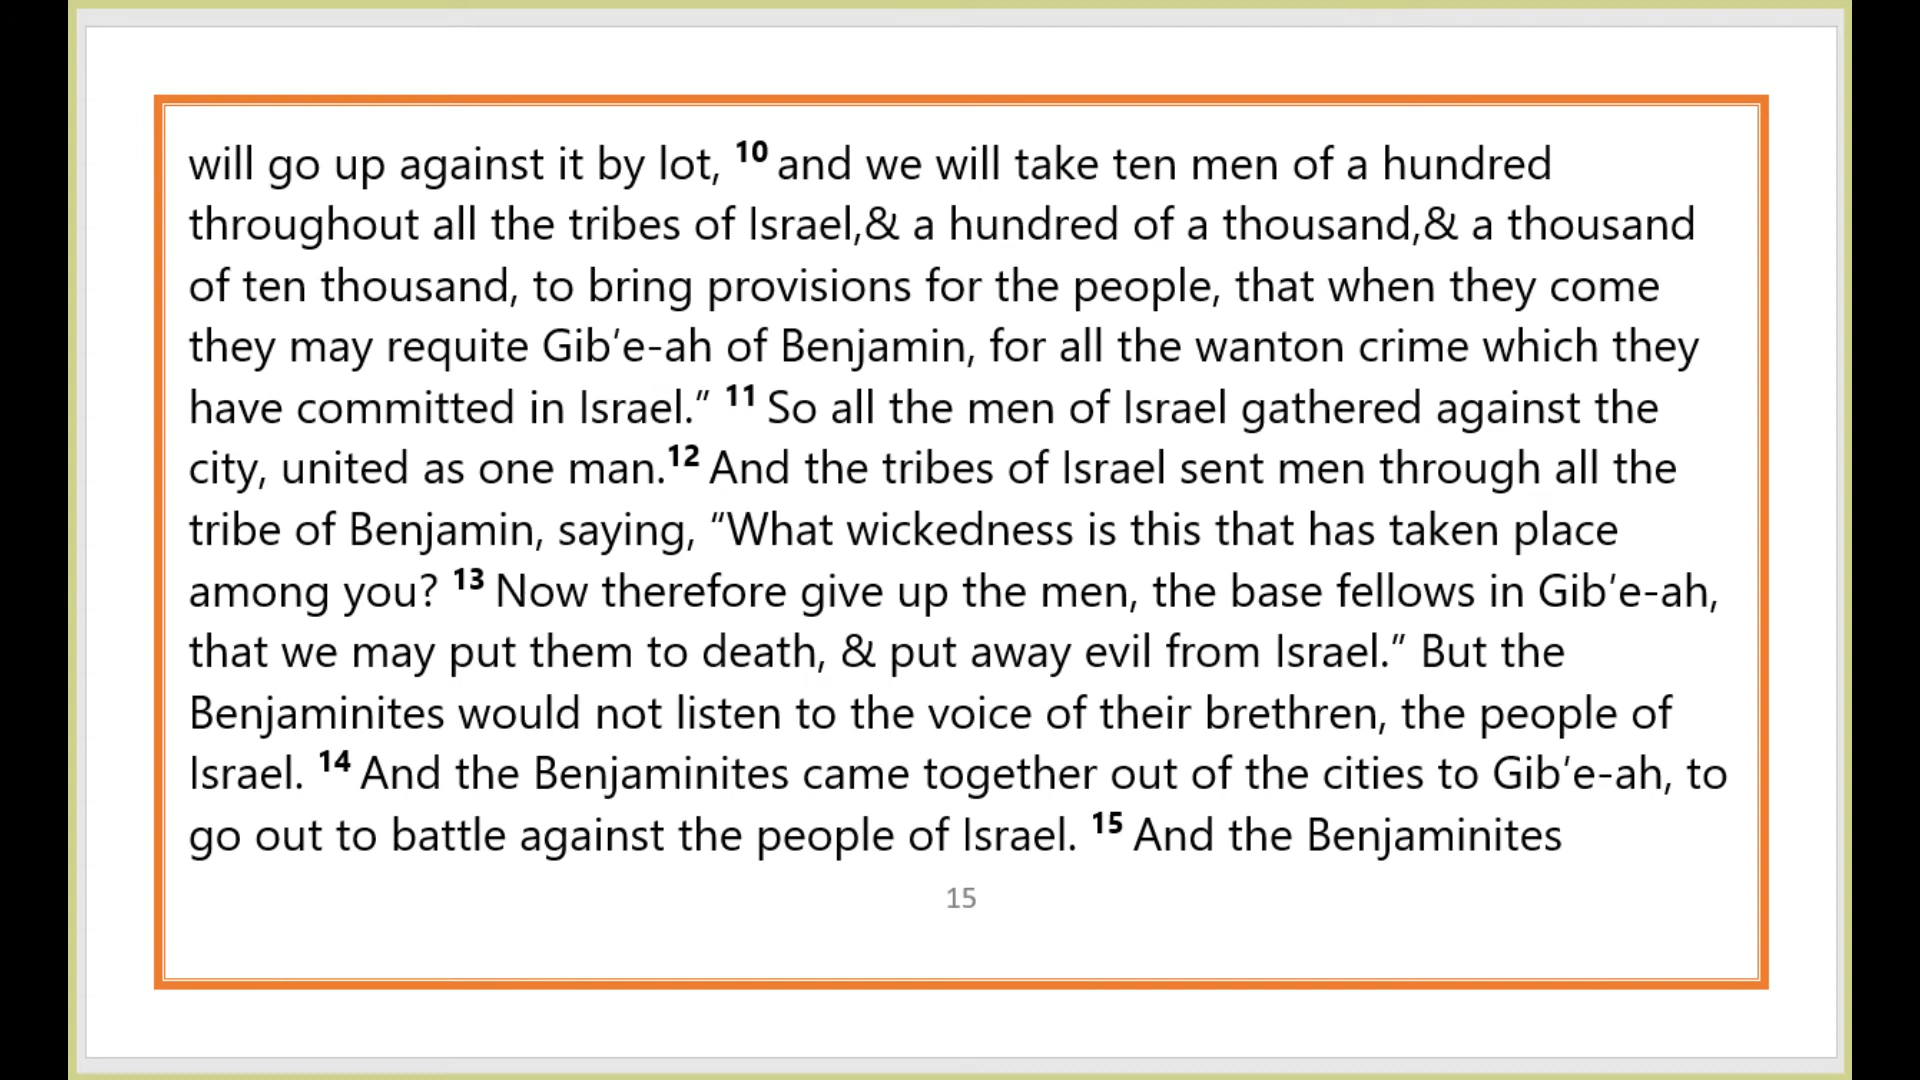 will go up against it by lot, 10 and we will take ten men of a hundred
throughout all the tribes of Israel,& a hundred of a thousand,& a thousand
of ten thousand, to bring provisions for the people, that when they come
they may requite Gib′e-ah of Benjamin, for all the wanton crime which they
have committed in Israel.” 11 So all the men of Israel gathered against the
city, united as one man.12 And the tribes of Israel sent men through all the
tribe of Benjamin, saying, “What wickedness is this that has taken place
among you? 13 Now therefore give up the men, the base fellows in Gib′e-ah,
that we may put them to death, & put away evil from Israel.” But the
Benjaminites would not listen to the voice of their brethren, the people of
Israel. 14 And the Benjaminites came together out of the cities to Gib′e-ah, to
go out to battle against the people of Israel. 15 And the Benjaminites
15